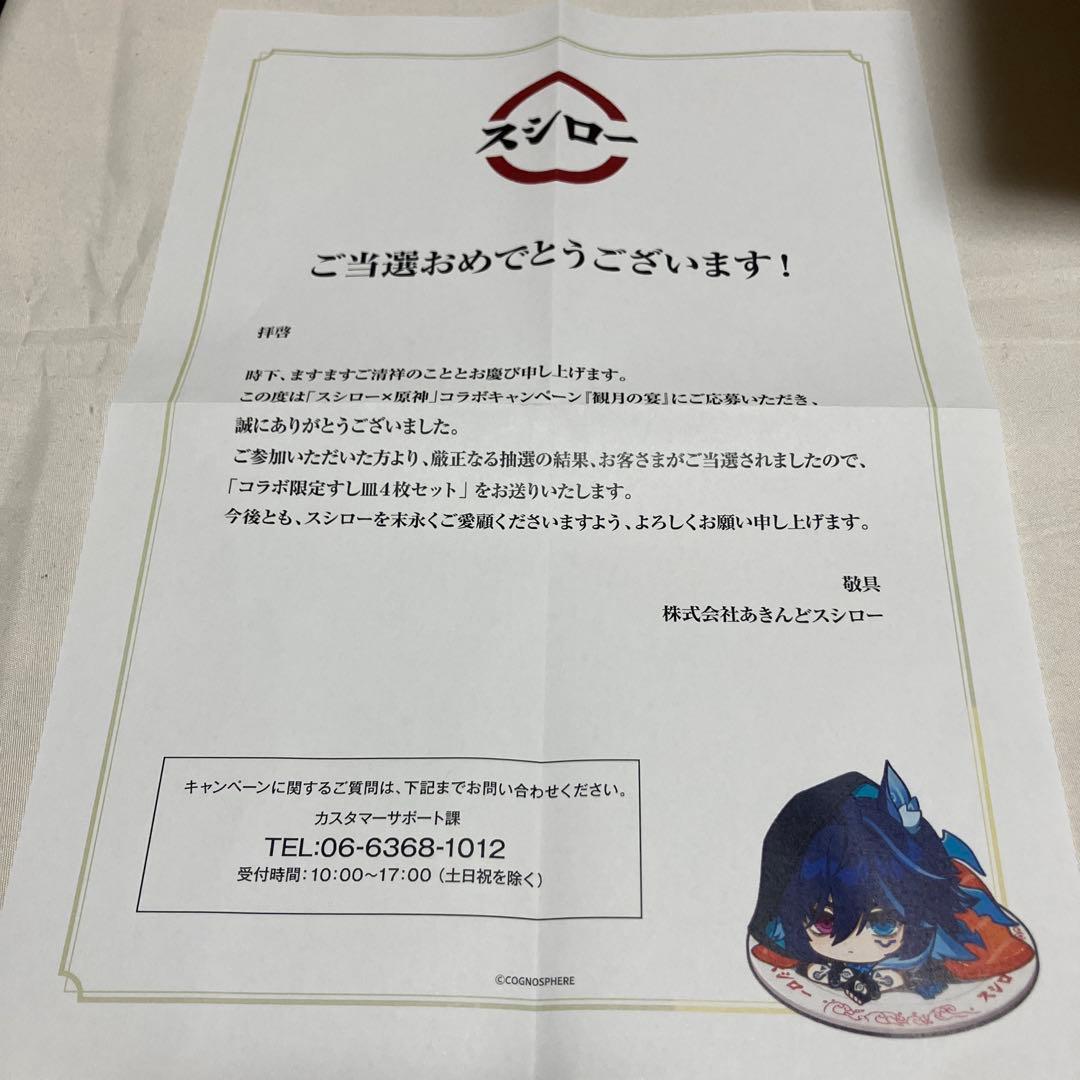 スシロー
ご当選おめでとうございます！
拝啓
時下、ますますご清祥のこととお慶び申し上げます。
この度は「スシロー×原神」コラボキャンペーン『観月の宴』にご応募いただき、
誠にありがとうございました。
ご参加いただいた方より、厳正なる抽選の結果、お客さまがご当選されましたので、
「コラボ限定すし皿4枚セット」をお送りいたします。
今後とも、スシローを末永くご愛顧くださいますよう、よろしくお願い申し上げます。
敬具
株式会社あきんどスシロー
キャンペーンに関するご質問は、下記までお問い合わせください。
カスタマーサポート課
TEL:06-6368-1012
受付時間：10:00～17:00（土日祝を除く）
スシロー
スシロー
©COGNOSPHERE